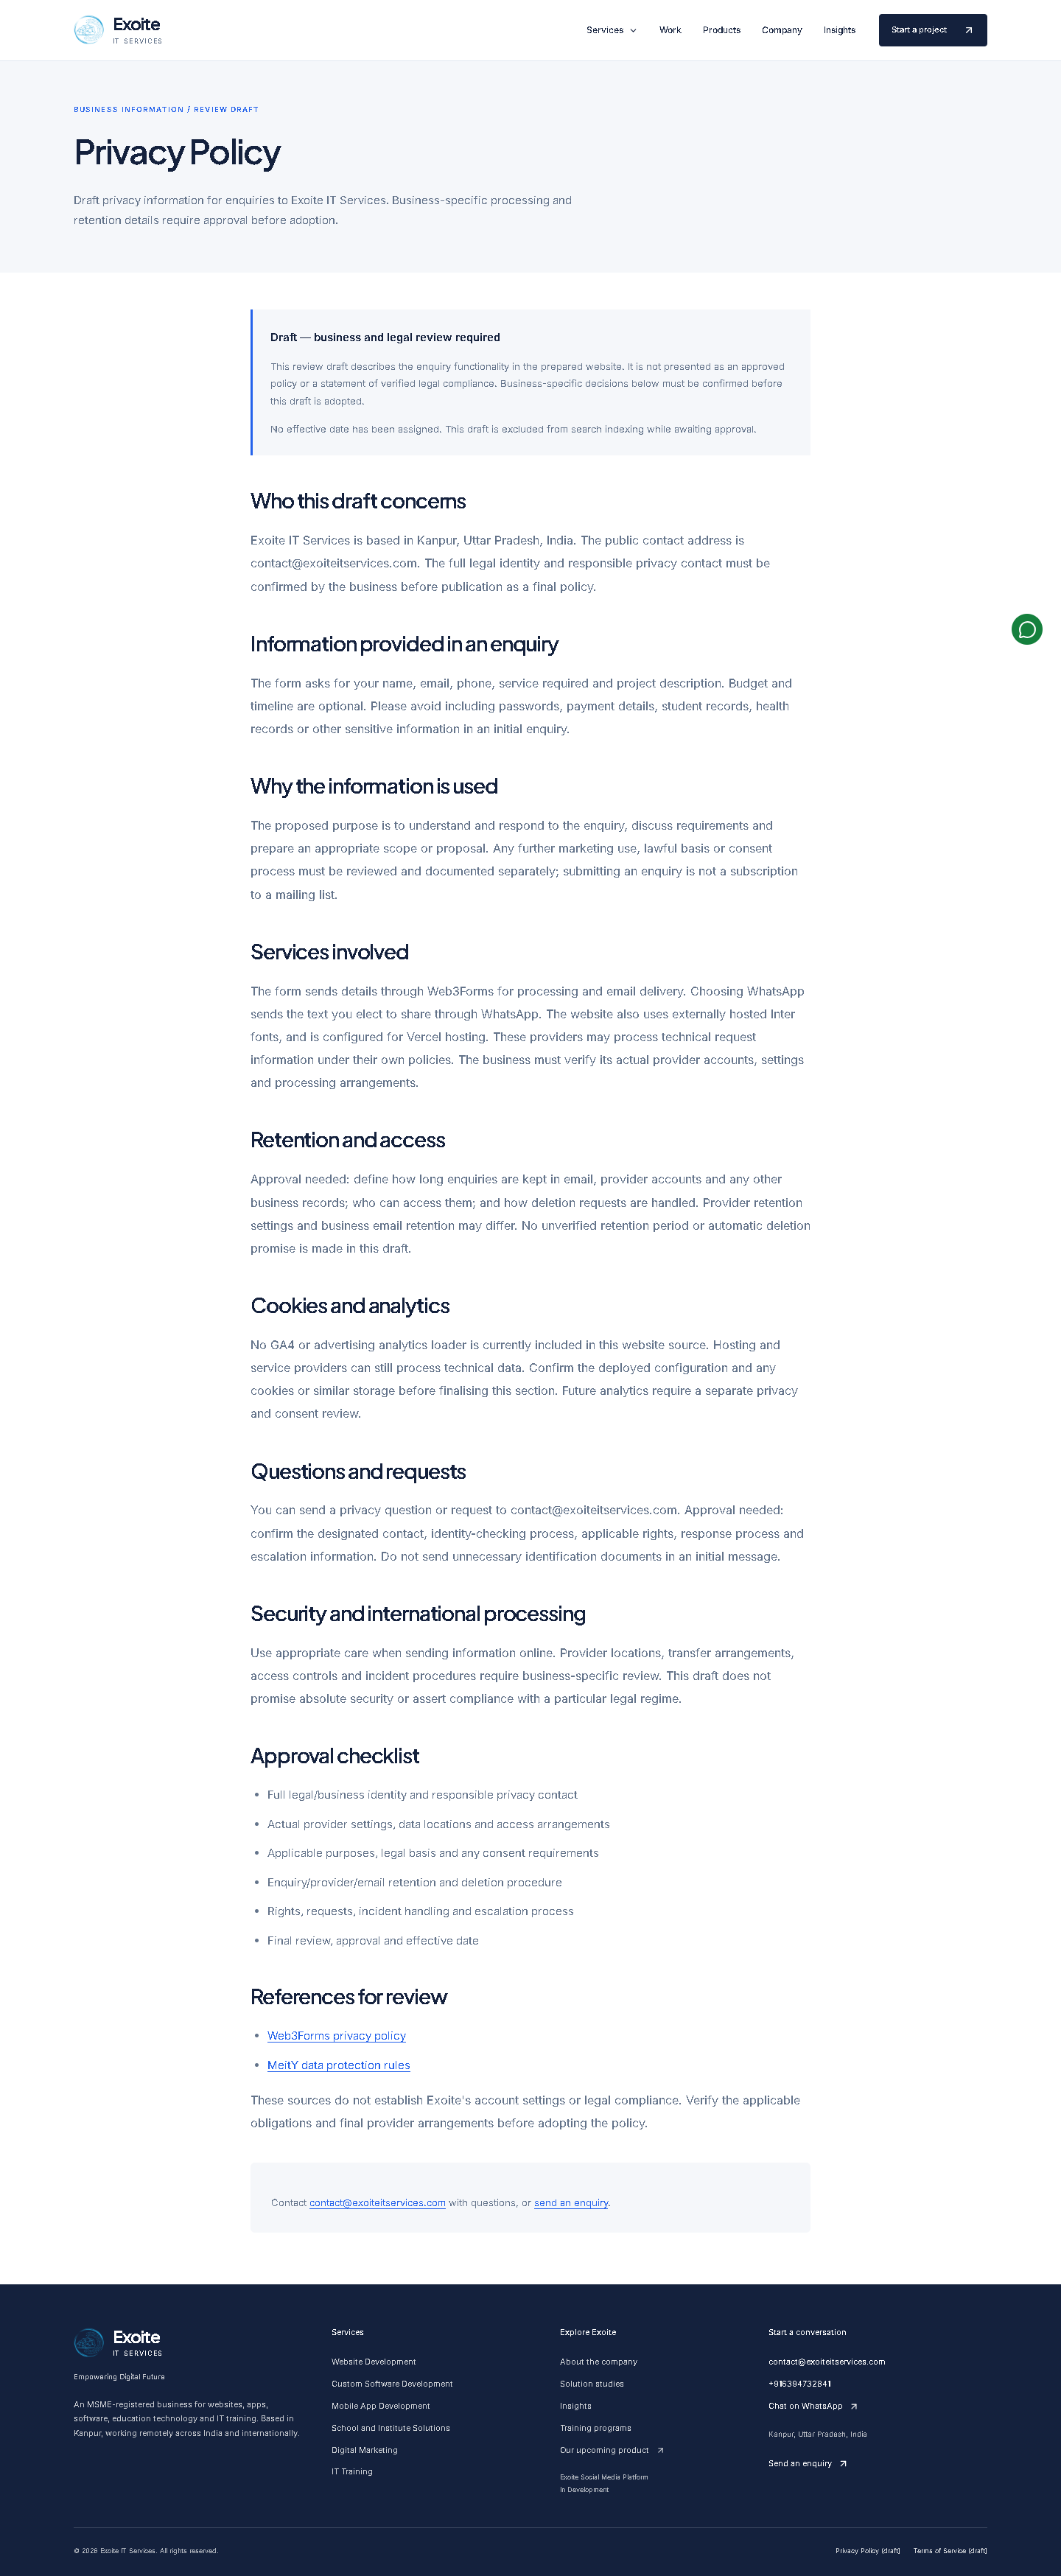 Exoite
IT SERVICES
Services
Work
Products
Company
Insights
Start a project
BUSINESS INFORMATION / REVIEW DRAFT
Privacy Policy
Draft privacy information for enquiries to Exoite IT Services. Business-specific processing and
retention details require approval before adoption.
Draft — business and legal review required
This review draft describes the enquiry functionality in the prepared website. It is not presented as an approved
policy or a statement of verified legal compliance. Business-specific decisions below must be confirmed before
this draft is adopted.
No effective date has been assigned. This draft is excluded from search indexing while awaiting approval.
Who this draft concerns
Exoite IT Services is based in Kanpur, Uttar Pradesh, India. The public contact address is
contact@exoiteitservices.com. The full legal identity and responsible privacy contact must be
confirmed by the business before publication as a final policy.
Information provided in an enquiry
The form asks for your name, email, phone, service required and project description. Budget and
timeline are optional. Please avoid including passwords, payment details, student records, health
records or other sensitive information in an initial enquiry.
Why the information is used
The proposed purpose is to understand and respond to the enquiry, discuss requirements and
prepare an appropriate scope or proposal. Any further marketing use, lawful basis or consent
process must be reviewed and documented separately; submitting an enquiry is not a subscription
to a mailing list.
Services involved
The form sends details through Web3Forms for processing and email delivery. Choosing WhatsApp
sends the text you elect to share through WhatsApp. The website also uses externally hosted Inter
fonts, and is configured for Vercel hosting. These providers may process technical request
information under their own policies. The business must verify its actual provider accounts, settings
and processing arrangements.
Retention and access
Approval needed: define how long enquiries are kept in email, provider accounts and any other
business records; who can access them; and how deletion requests are handled. Provider retention
settings and business email retention may differ. No unverified retention period or automatic deletion
promise is made in this draft.
Cookies and analytics
No GA4 or advertising analytics loader is currently included in this website source. Hosting and
service providers can still process technical data. Confirm the deployed configuration and any
cookies or similar storage before finalising this section. Future analytics require a separate privacy
and consent review.
Questions and requests
You can send a privacy question or request to contact@exoiteitservices.com. Approval needed:
confirm the designated contact, identity-checking process, applicable rights, response process and
escalation information. Do not send unnecessary identification documents in an initial message.
Security and international processing
Use appropriate care when sending information online. Provider locations, transfer arrangements,
access controls and incident procedures require business-specific review. This draft does not
promise absolute security or assert compliance with a particular legal regime.
Approval checklist
• Full legal/business identity and responsible privacy contact
• Actual provider settings, data locations and access arrangements
• Applicable purposes, legal basis and any consent requirements
• Enquiry/provider/email retention and deletion procedure
• Rights, requests, incident handling and escalation process
• Final review, approval and effective date
References for review
• Web3Forms privacy policy
• MeitY data protection rules
These sources do not establish Exoite's account settings or legal compliance. Verify the applicable
obligations and final provider arrangements before adopting the policy.
Contact contact@exoiteitservices.com with questions, or send an enquiry.
Exoite
IT SERVICES
Empowering Digital Future
An MSME-registered business for websites, apps,
software, education technology and IT training. Based in
Kanpur, working remotely across India and internationally.
Services
Website Development
Custom Software Development
Mobile App Development
School and Institute Solutions
Digital Marketing
IT Training
Explore Exoite
About the company
Solution studies
Insights
Training programs
Our upcoming product
Exoite Social Media Platform
In Development
Start a conversation
contact@exoiteitservices.com
+916394732841
Chat on WhatsApp
Kanpur, Uttar Pradesh, India
Send an enquiry
© 2026 Exoite IT Services. All rights reserved.
Privacy Policy (draft)
Terms of Service (draft)